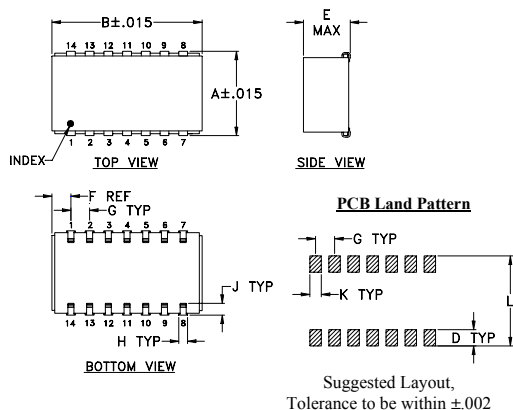 B±.015
E
MAX
14 13 12 11 10 9 8
A±.015
INDEX
1 2 3 4 5 6 7
TOP VIEW
SIDE VIEW
F REF
G TYP
1 2 3 4 5 6 7
J TYP
14 13 12 11 10 9 8
H TYP
BOTTOM VIEW
PCB Land Pattern
G TYP
K TYP
L
D TYP
Suggested Layout,
Tolerance to be within ±.002